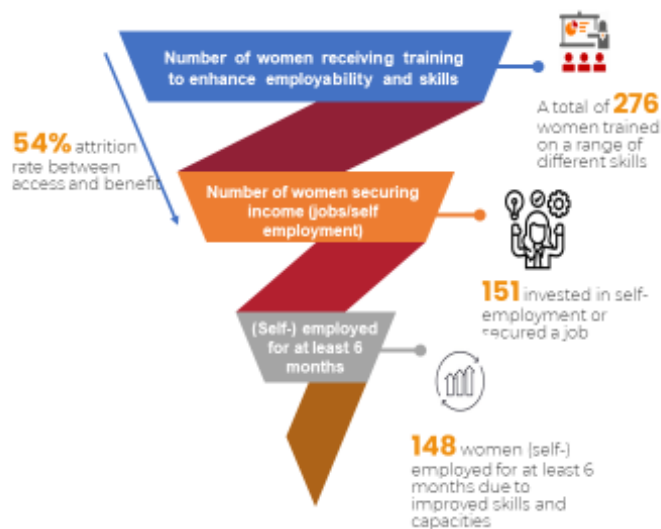 Number of women receiving training
to enhance employability and skills
A total of 276
women trained
on a range of
different skills
54% attrition
rate between
access and benefit
Number of women securing
income (jobs/self
employment)
151 invested in self-
employment or
secured a job
(Self-) employed
for at least 6
months
148 women (self-)
employed for at least 6
months due to
improved skills and
capacities